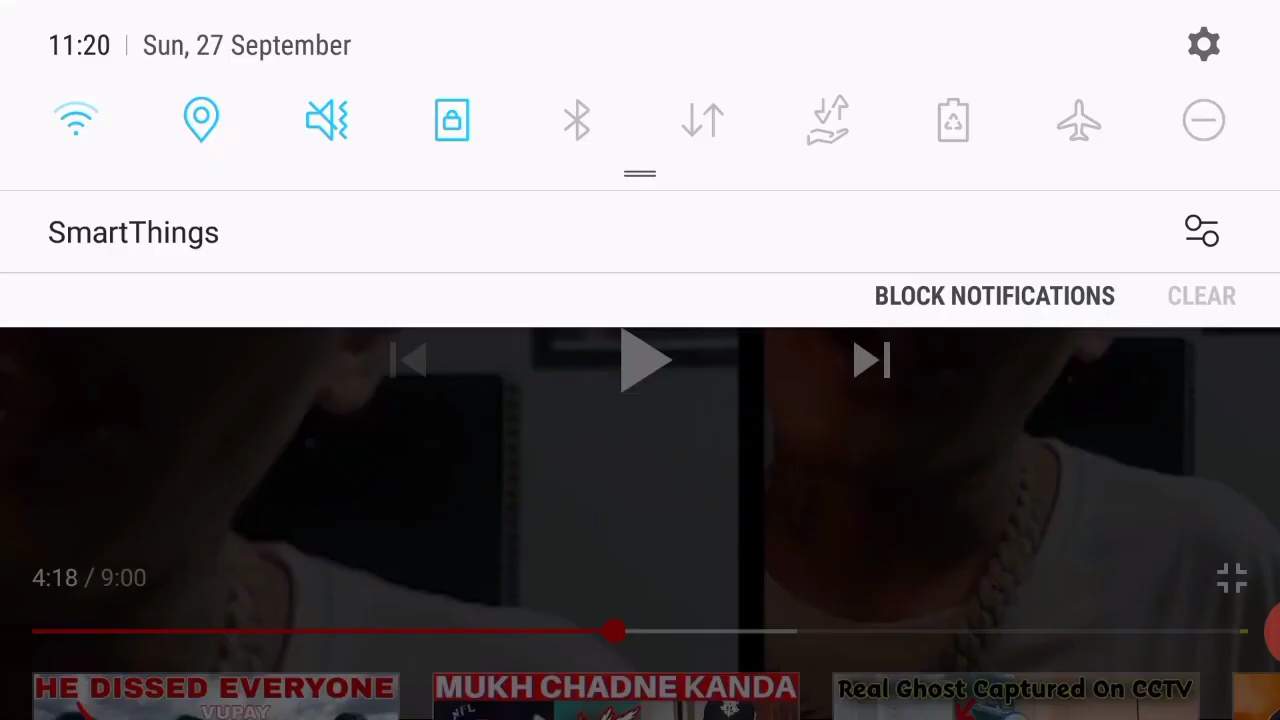 11:20 | Sun, 27 September
SmartThings
BLOCK NOTIFICATIONS CLEAR
4:18 / 9:00
HE DISSED EVERYONE
VUPAY
MUKH CHADNE KANDA
NFL
Real Ghost Captured On CCTV